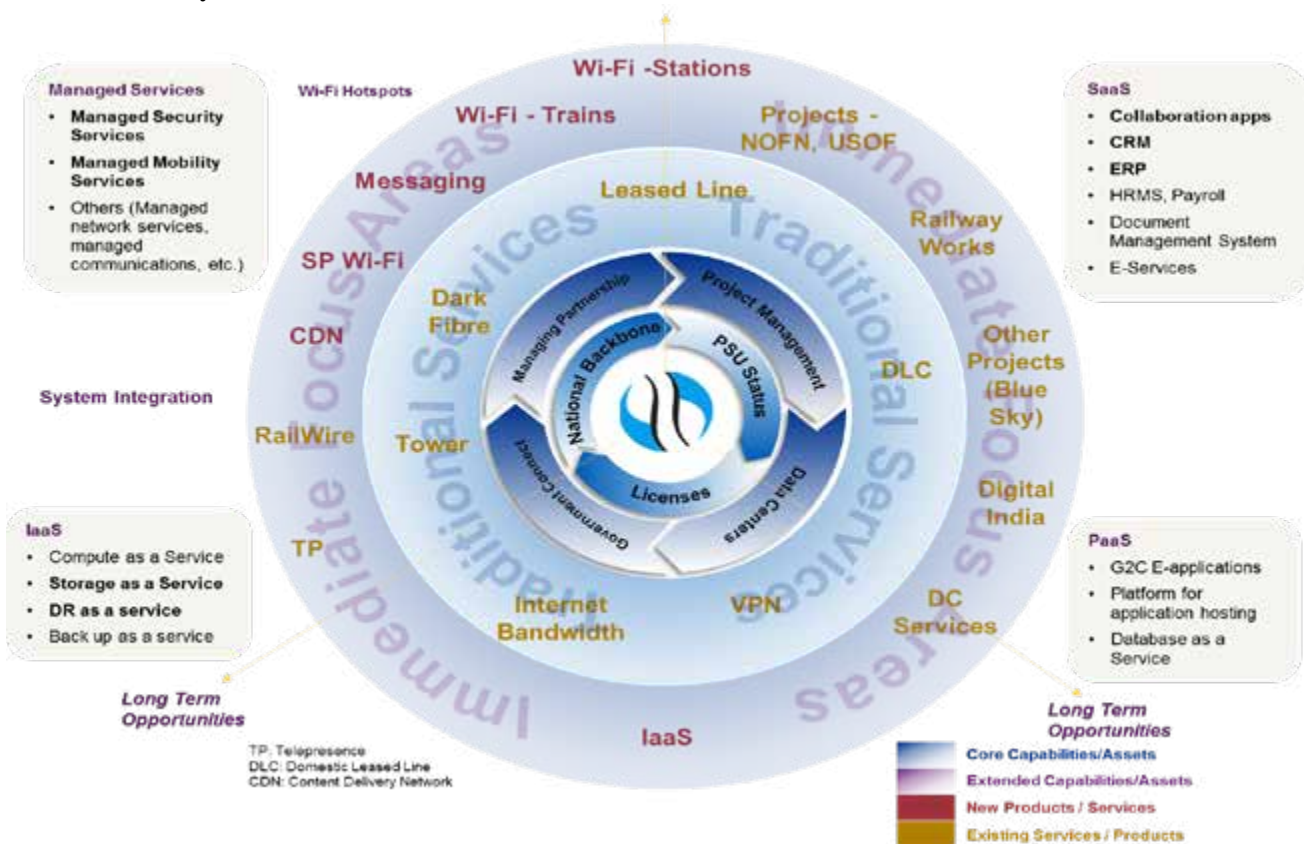 Wi-Fi -Stations
Managed Services
• Managed Security
Services
• Managed Mobility
Services
• Others (Managed
network services,
managed
communications, etc.)
Wi-Fi Hotspots
Wi-Fi - Trains
Projects -
NOFN, USOF
SaaS
• Collaboration apps
• CRM
• ERP
• HRMS, Payroll
• Document
Management System
• E-Services
Messaging
Leased Line
Railway
Works
SP Wi-Fi
Dark
Fibre
CDN
DLC
Other
Projects
(Blue
Sky)
System Integration
RailWire
Tower
Digital
India
TP
Internet
Bandwidth
VPN
DC
Services
IaaS
Immediate Focus Areas
Immediate Focus Areas
Traditional Services
Traditional Services
Managing Partnership
Project Management
Data Centers
Government Connect
National Backbone
PSU Status
Licenses
IaaS
• Compute as a Service
• Storage as a Service
• DR as a service
• Back up as a service
PaaS
• G2C E-applications
• Platform for
application hosting
• Database as a
Service
Long Term
Opportunities
Long Term
Opportunities
TP: Telepresence
DLC: Domestic Leased Line
CDN: Content Delivery Network
Core Capabilities/Assets
Extended Capabilities/Assets
New Products / Services
Existing Services / Products